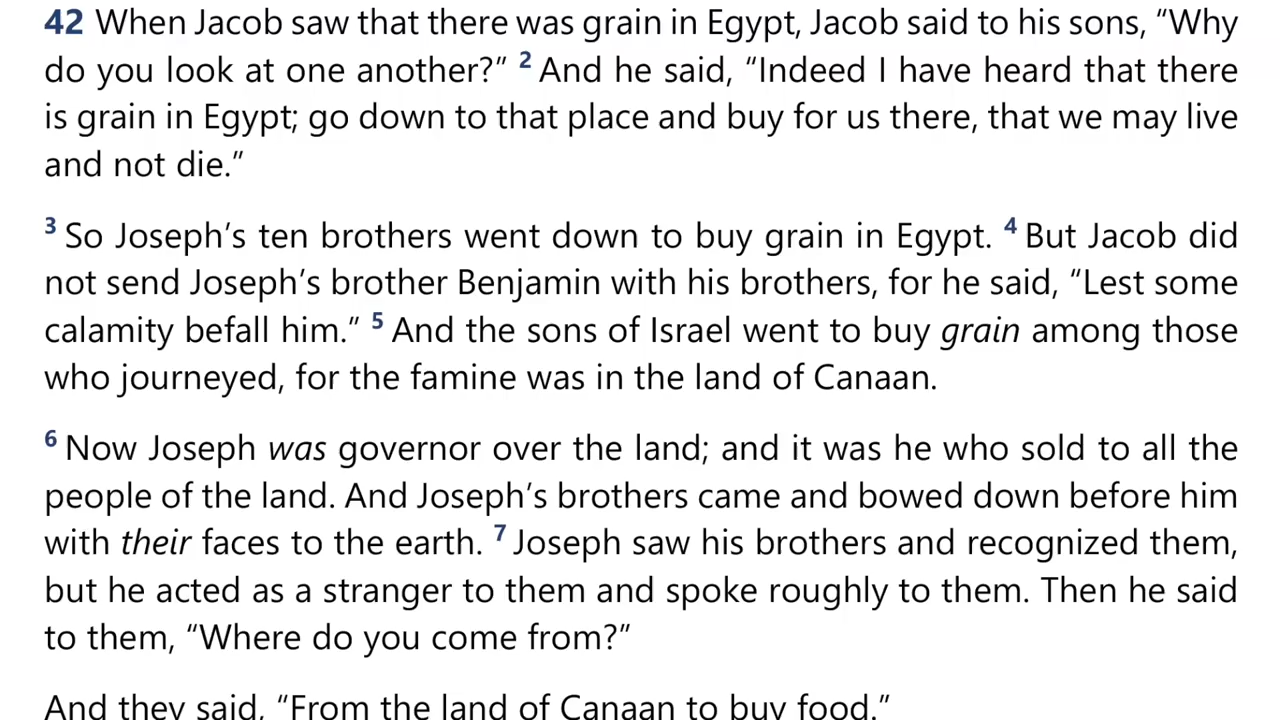 42 When Jacob saw that there was grain in Egypt, Jacob said to his sons, “Why
do you look at one another?” 2 And he said, “Indeed I have heard that there
is grain in Egypt; go down to that place and buy for us there, that we may live
and not die.”
3 So Joseph’s ten brothers went down to buy grain in Egypt. 4 But Jacob did
not send Joseph’s brother Benjamin with his brothers, for he said, “Lest some
calamity befall him.” 5 And the sons of Israel went to buy grain among those
who journeyed, for the famine was in the land of Canaan.
6 Now Joseph was governor over the land; and it was he who sold to all the
people of the land. And Joseph’s brothers came and bowed down before him
with their faces to the earth. 7 Joseph saw his brothers and recognized them,
but he acted as a stranger to them and spoke roughly to them. Then he said
to them, “Where do you come from?”
And they said, “From the land of Canaan to buy food.”